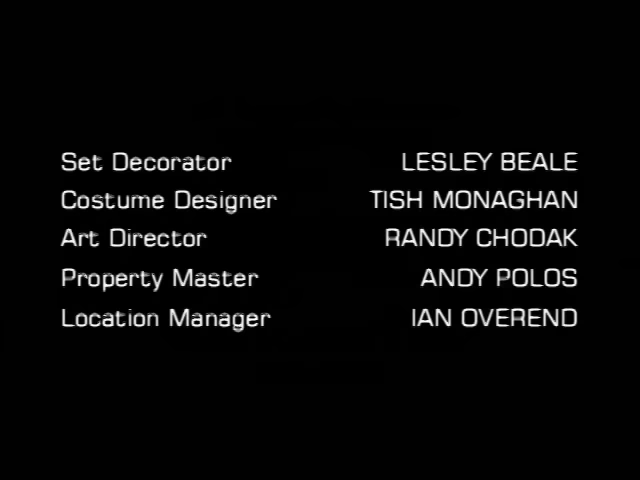 Set Decorator LESLEY BEALE
Costume Designer TISH MONAGHAN
Art Director RANDY CHODAK
Property Master ANDY POLOS
Location Manager IAN OVEREND